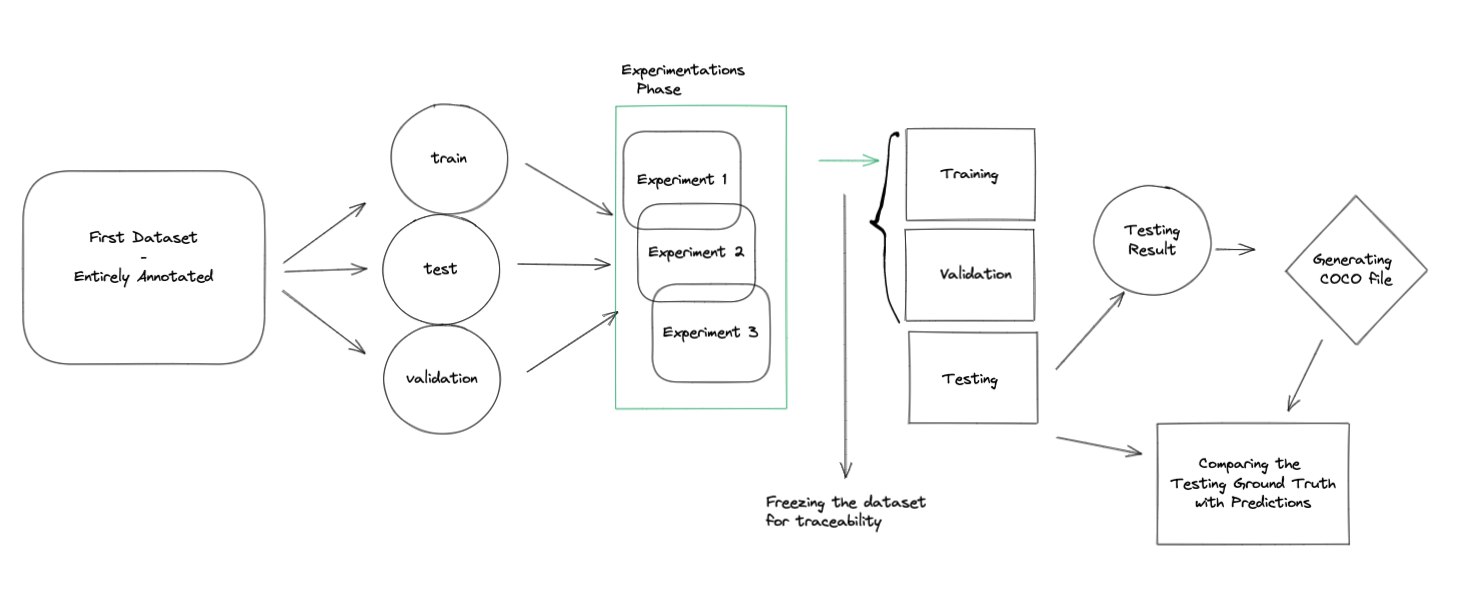 First Dataset
-
Entirely Annotated
train
test
validation
Experimentations
Phase
Experiment 1
Experiment 2
Experiment 3
Freezing the dataset
for traceability
Training
Validation
Testing
Testing
Result
Generating
COCO file
Comparing the
Testing Ground Truth
with Predictions